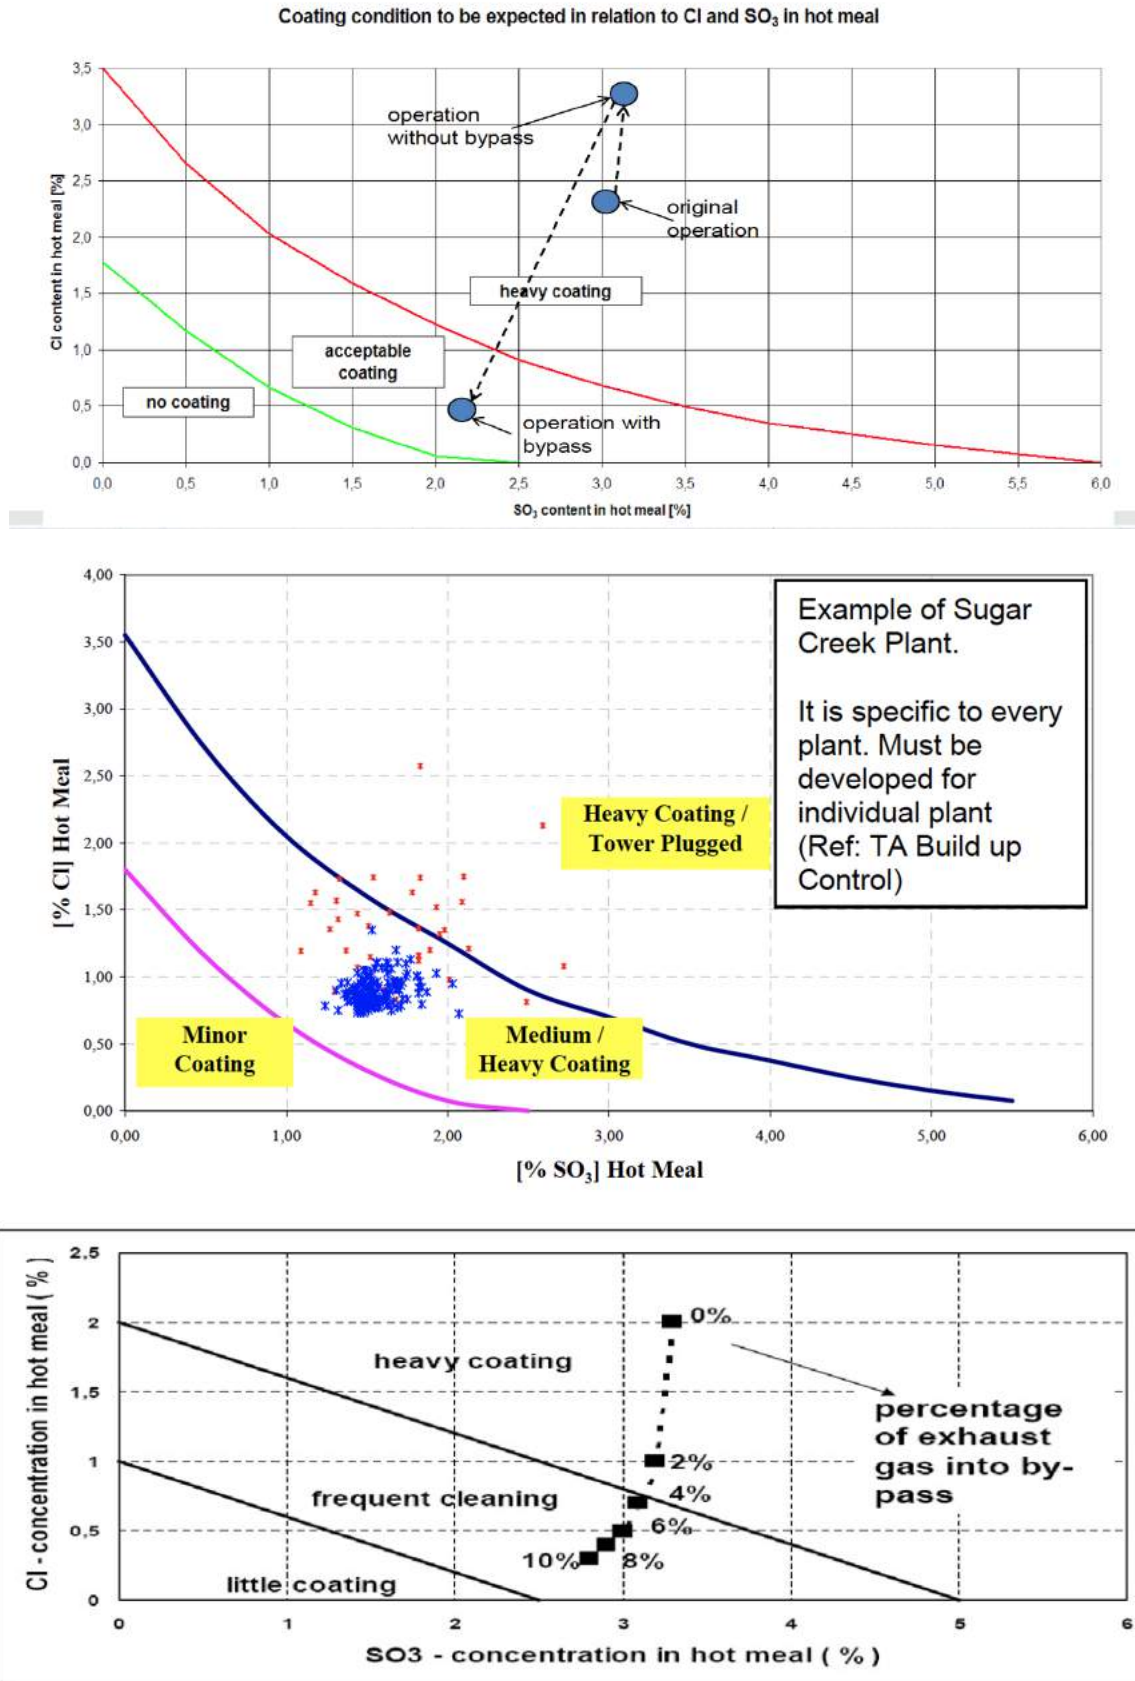 Coating condition to be expected in relation to Cl and SO₃ in hot meal
Cl content in hot meal [%]
3,5
3,0
2,5
2,0
1,5
1,0
0,5
0,0
operation
without bypass
original
operation
heavy coating
acceptable
coating
no coating
operation with
bypass
0,0 0,5 1,0 1,5 2,0 2,5 3,0 3,5 4,0 4,5 5,0 5,5 6,0
SO₃ content in hot meal [%]
[% Cl] Hot Meal
4,00
3,50
3,00
2,50
2,00
1,50
1,00
0,50
0,00
Example of Sugar
Creek Plant.
It is specific to every
plant. Must be
developed for
individual plant
(Ref: TA Build up
Control)
Heavy Coating /
Tower Plugged
Minor
Coating
Medium /
Heavy Coating
0,00 1,00 2,00 3,00 4,00 5,00 6,00
[% SO₃] Hot Meal
Cl - concentration in hot meal ( % )
2,5
2
1,5
1
0,5
0
0%
heavy coating
percentage
of exhaust
gas into by-
pass
2%
4%
frequent cleaning
6%
10% 8%
little coating
0 1 2 3 4 5 6
SO3 - concentration in hot meal ( % )